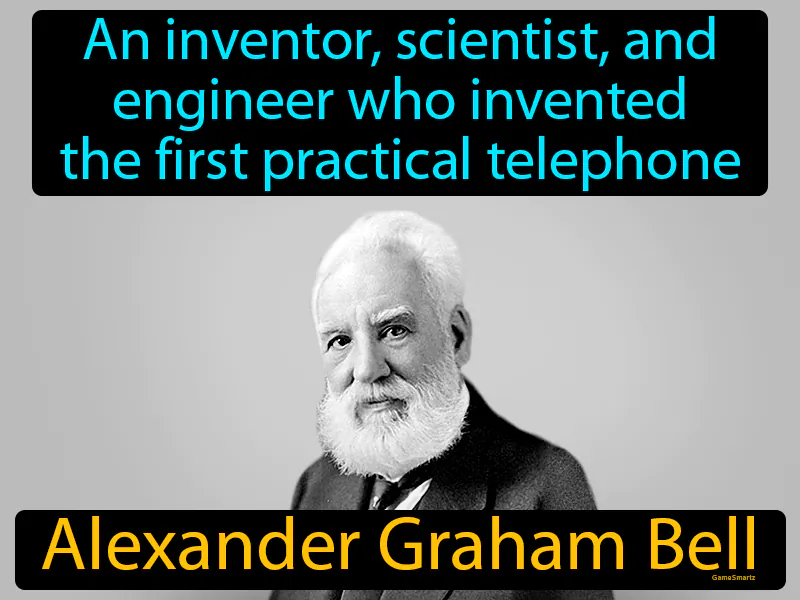 An inventor, scientist, and
engineer who invented
the first practical telephone
Alexander Graham Bell
GameSmartz